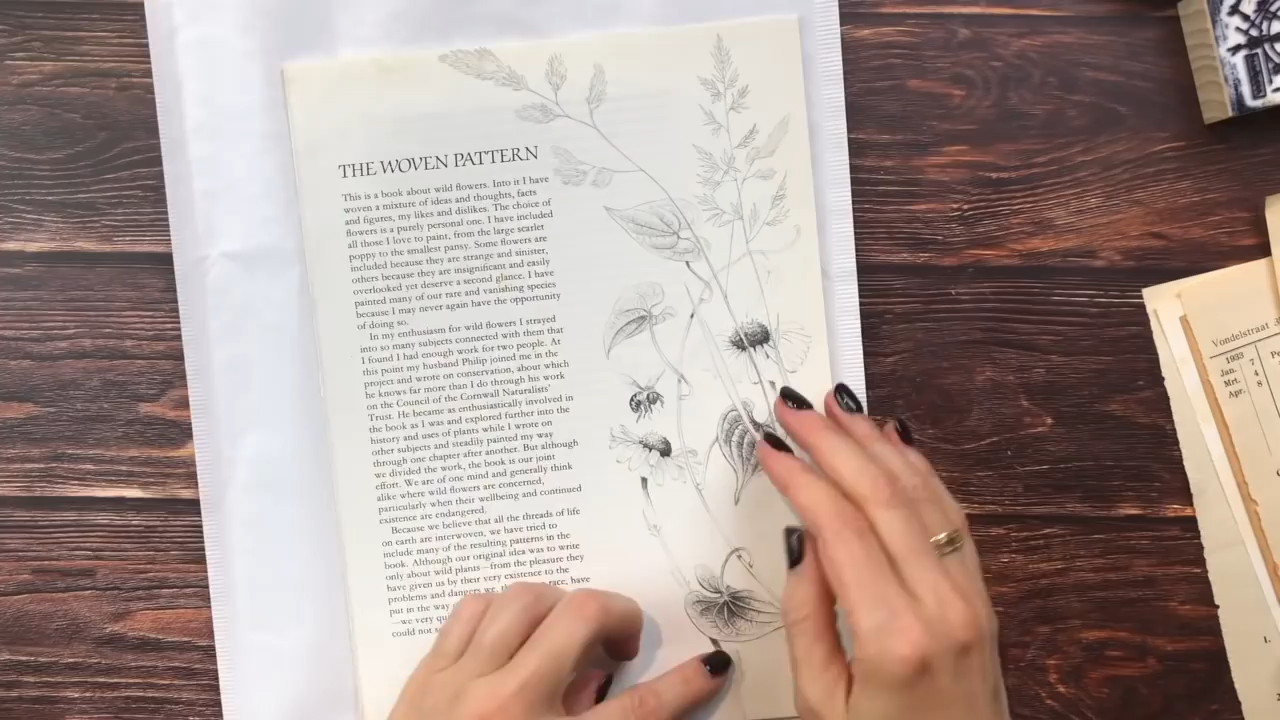 THE WOVEN PATTERN
This is a book about wild flowers. Into it I have
woven a mixture of ideas and thoughts, facts
and figures, my likes and dislikes. The choice of
flowers is a purely personal one. I have included
all those I love to paint, from the large scarlet
poppy to the smallest pansy. Some flowers are
included because they are strange and sinister,
others because they are insignificant and easily
overlooked yet deserve a second glance. I have
painted many of our rare and vanishing species
because I may never again have the opportunity
of doing so.
In my enthusiasm for wild flowers I strayed
into so many subjects connected with them that
I found I had enough work for two people. At
this point my husband Philip joined me in the
project and wrote on conservation, about which
he knows far more than I do through his work
on the Council of the Cornwall Naturalists'
Trust. He became as enthusiastically involved in
the book as I was and explored further into the
history and uses of plants while I wrote on
other subjects and steadily painted my way
through one chapter after another. But although
we divided the work, the book is our joint
effort. We are of one mind and generally think
alike where wild flowers are concerned,
particularly when their wellbeing and continued
existence are endangered.
Because we believe that all the threads of life
on earth are interwoven, we have tried to
include many of the resulting patterns in the
book. Although our original idea was to write
only about wild plants—from the pleasure they
have given us by their very existence to the
problems and dangers we, race, have
put in the way
—we very
could not
Vondelstraat
1933
Jan. 7
Mrt. 4
Apr. 8
1.